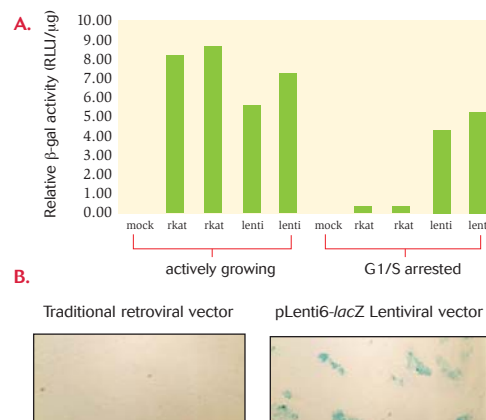 A.
Relative β-gal activity (RLU/µg)
10.00
9.00
8.00
7.00
6.00
5.00
4.00
3.00
2.00
1.00
0.00
mock rkat rkat lenti lenti mock rkat rkat lenti lent
actively growing G1/S arrested
B.
Traditional retroviral vector pLenti6-lacZ Lentiviral vector